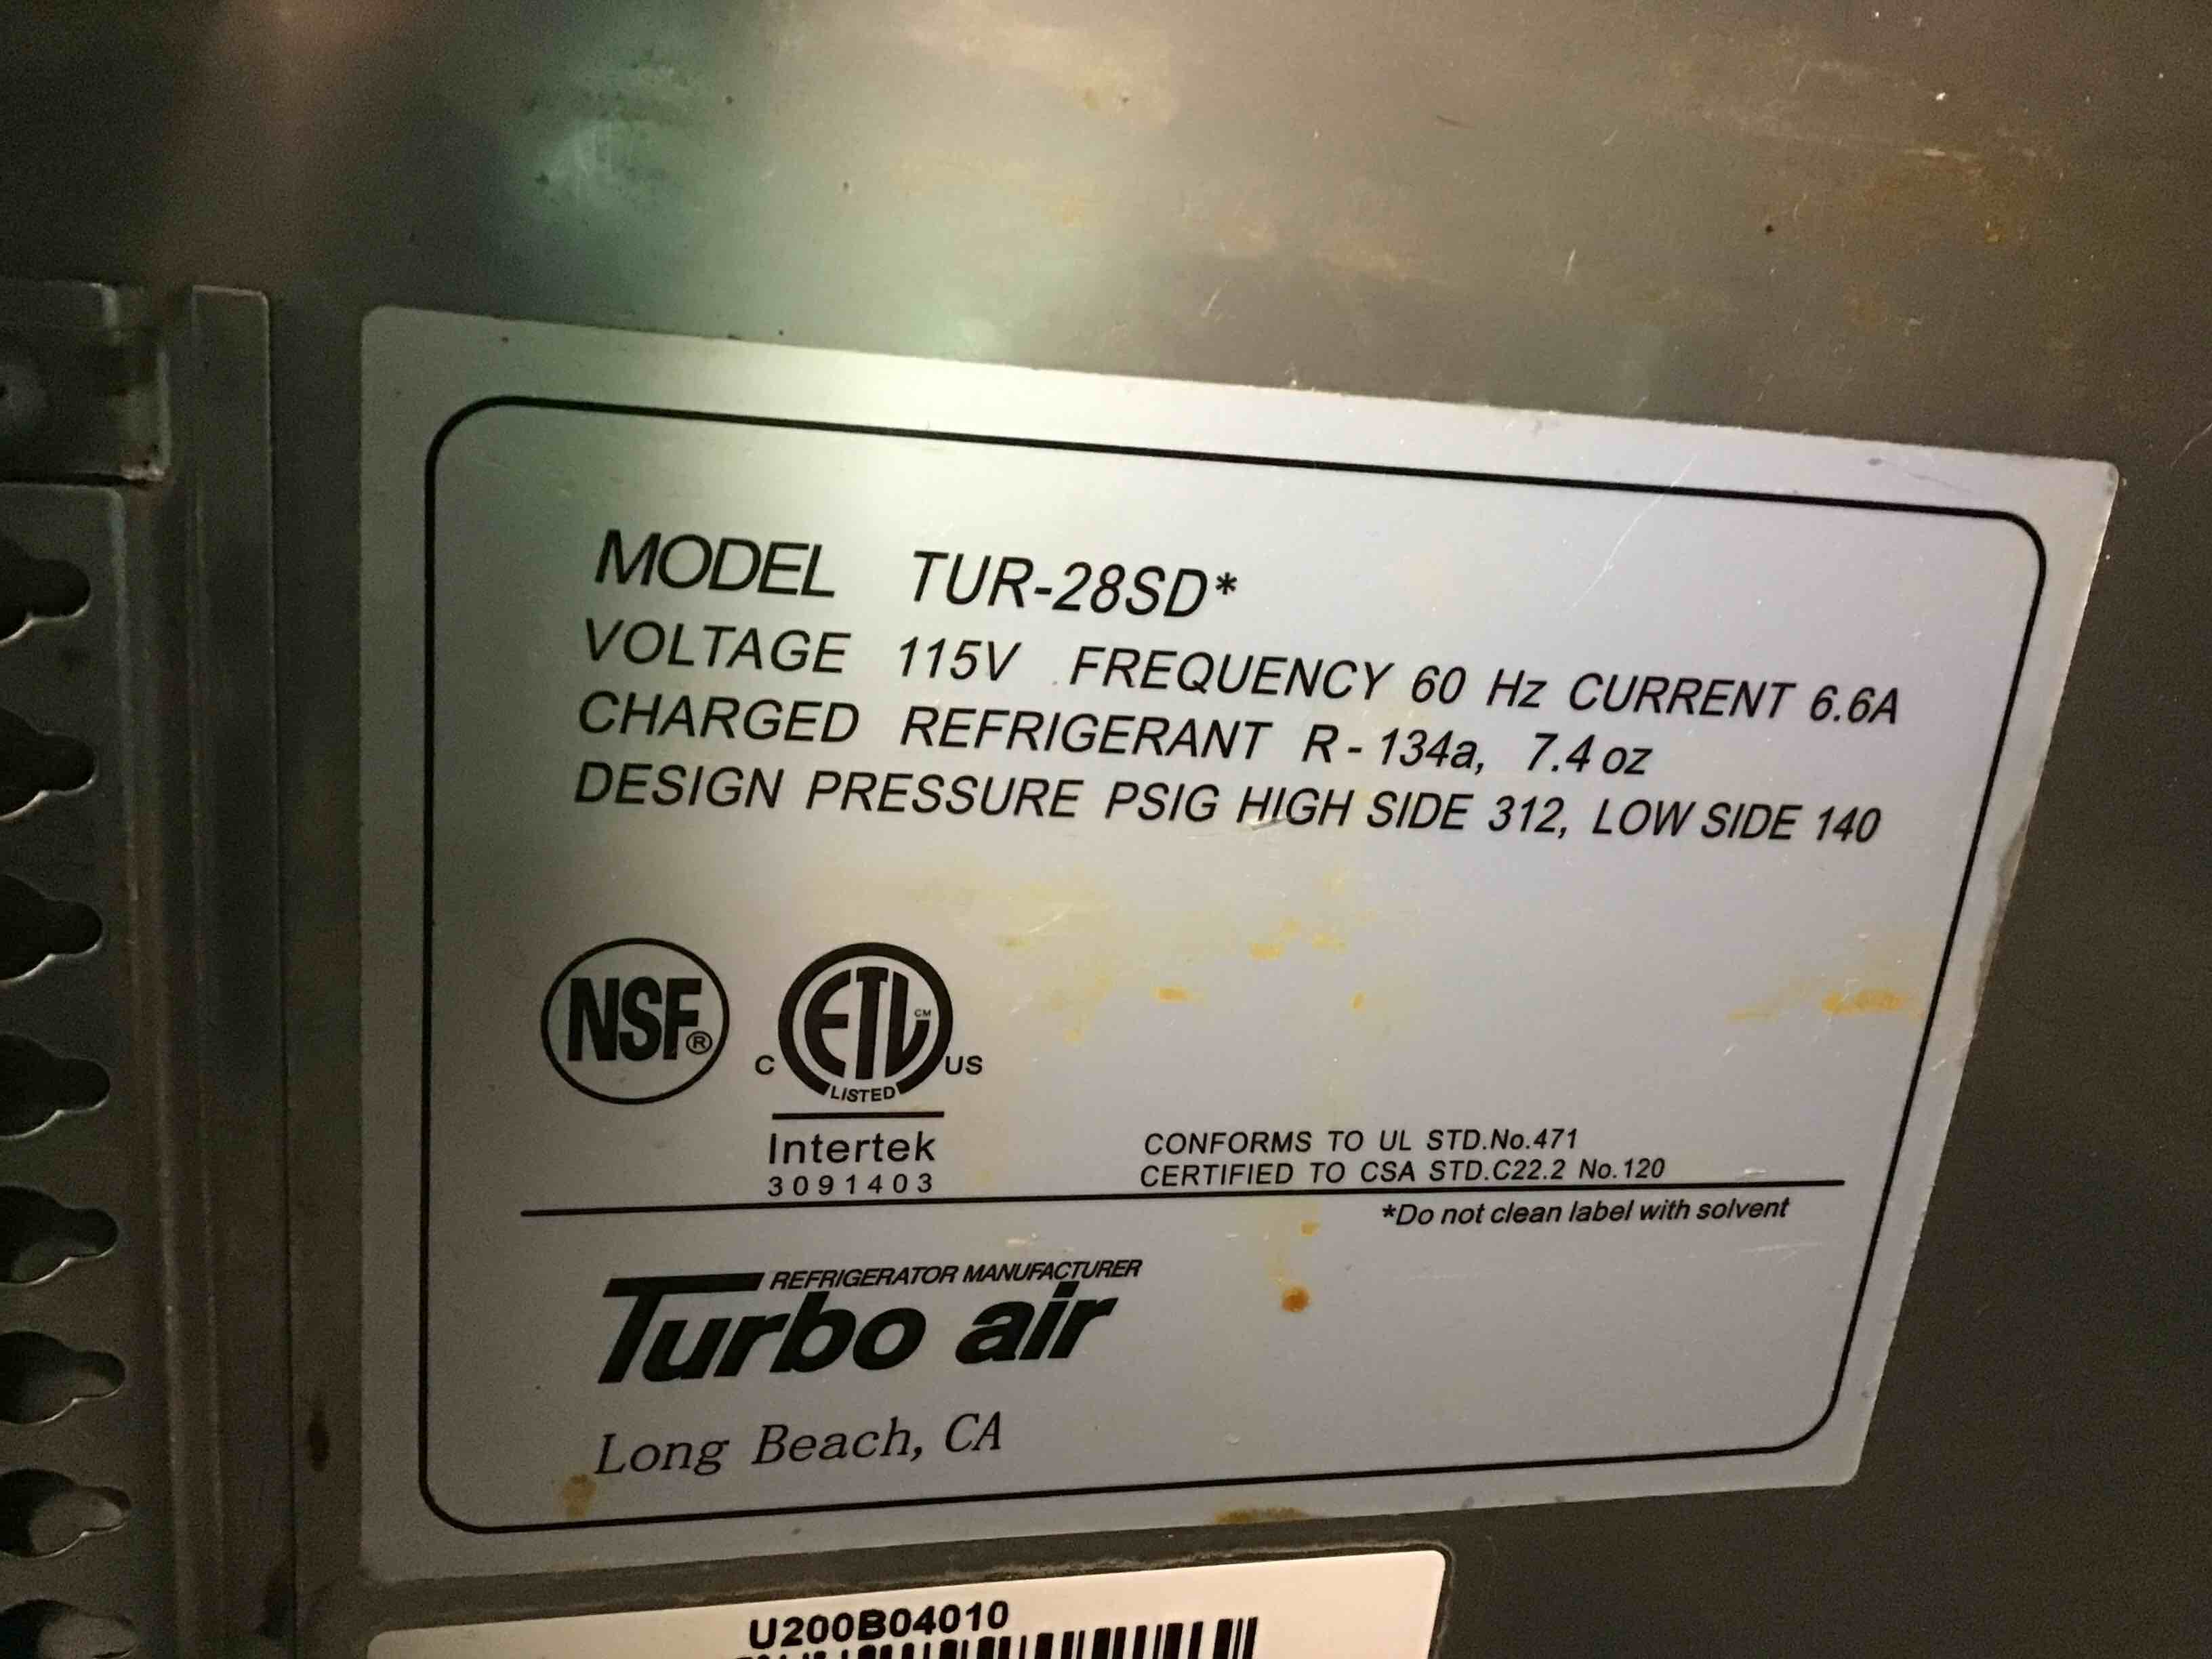 MODEL TUR-28SD*
VOLTAGE 115V FREQUENCY 60 Hz CURRENT 6.6A
CHARGED REFRIGERANT R-134a, 7.4 oz
DESIGN PRESSURE PSIG HIGH SIDE 312, LOW SIDE 140
NSF®
C ETL CM US
LISTED
Intertek
3091403
CONFORMS TO UL STD.No.471
CERTIFIED TO CSA STD.C22.2 No.120
*Do not clean label with solvent
REFRIGERATOR MANUFACTURER
Turbo air
Long Beach, CA
U200B04010